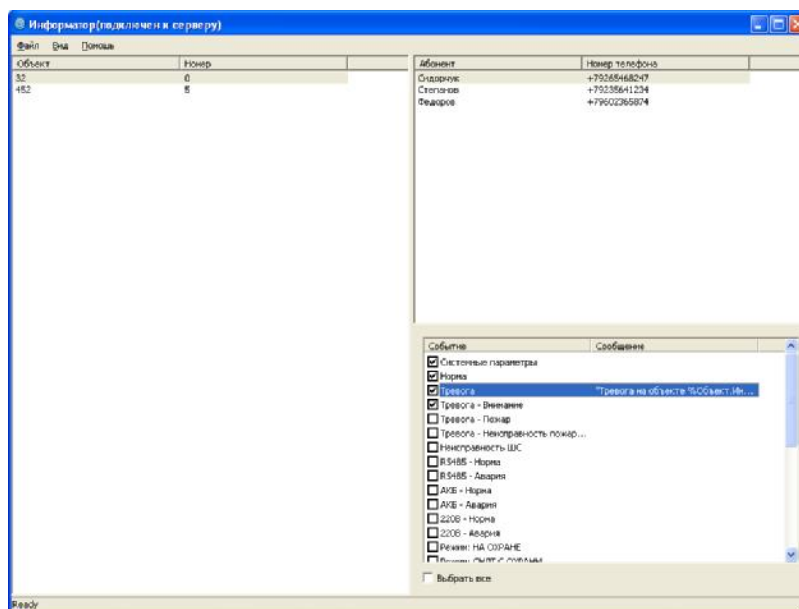 Информатор(подключен к серверу)
Файл Вид Помощь
Объект Номер
32 0
452 5
Абонент Номер телефона
Сидорчук +79265468247
Степанов +79235641234
Федоров +79602365874
Событие Сообщение
Системные параметры
Норма
Тревога "Тревога на объекте %Объект.Ин...
Тревога - Внимание
Тревога - Пожар
Тревога - Неисправность пожар...
Неисправность ШС
RS485 - Норма
RS485 - Авария
АКБ - Норма
АКБ - Авария
220В - Норма
220В - Авария
Режим: НА ОХРАНЕ
Выбрать все
Ready